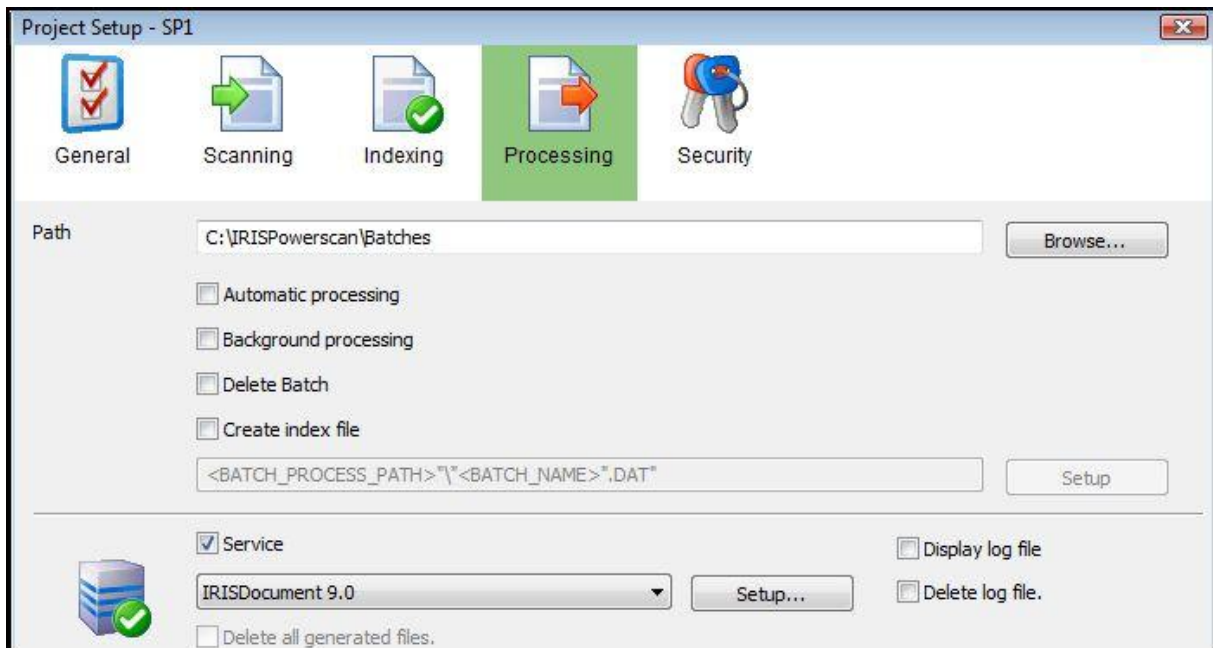 Project Setup - SP1
General Scanning Indexing Processing Security
Path C:\IRISPowerscan\Batches Browse...
Automatic processing
Background processing
Delete Batch
Create index file
<BATCH_PROCESS_PATH>"\"<BATCH_NAME>".DAT" Setup
Service Display log file
IRISDocument 9.0 Setup... Delete log file.
Delete all generated files.